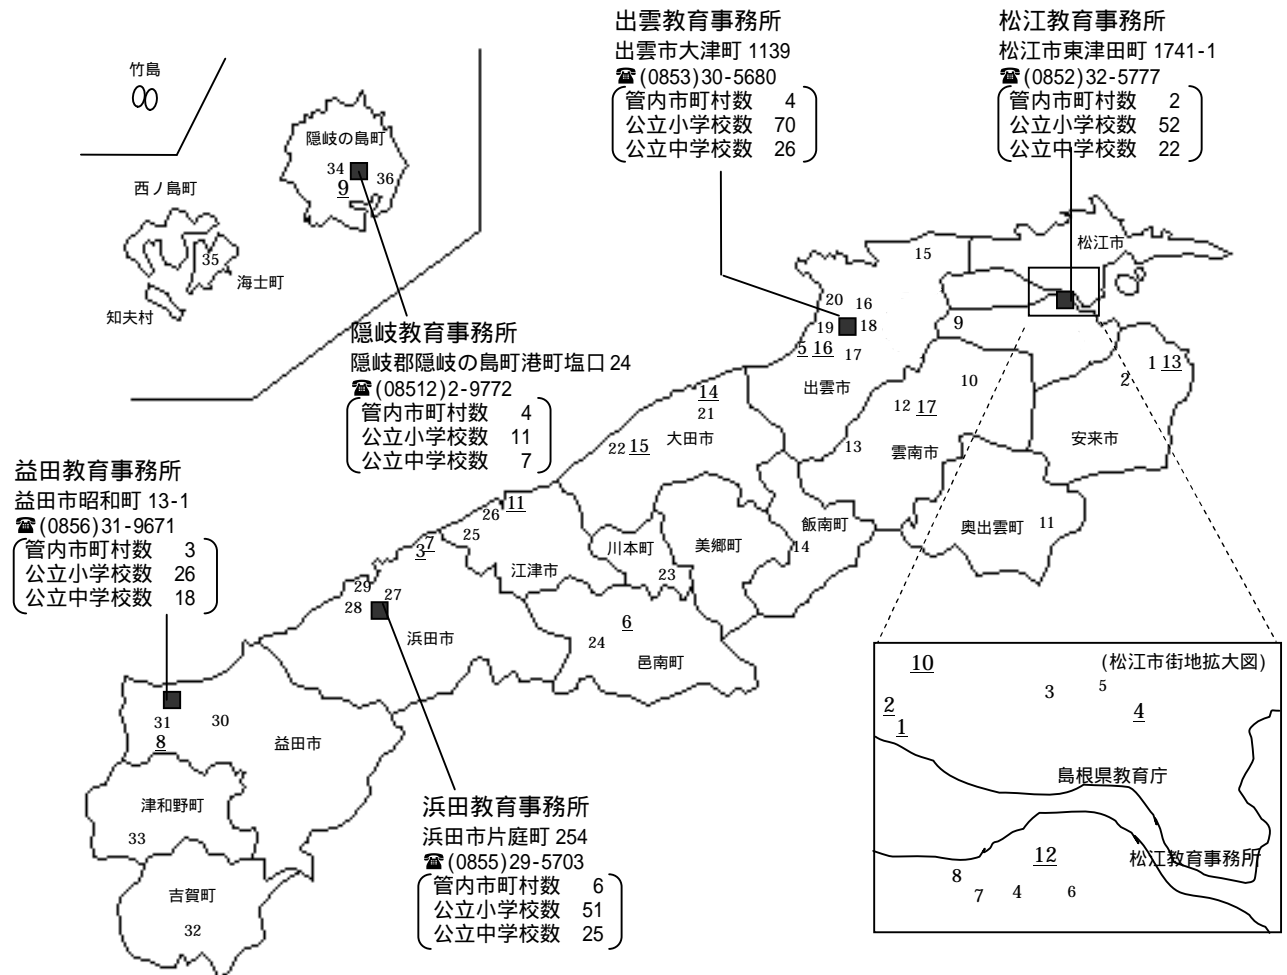 出雲教育事務所
出雲市大津町 1139
☎(0853)30-5680
管内市町村数 4
公立小学校数 70
公立中学校数 26
松江教育事務所
松江市東津田町 1741-1
☎(0852)32-5777
管内市町村数 2
公立小学校数 52
公立中学校数 22
竹島
隠岐の島町
34
36
9
西ノ島町
35
海士町
知夫村
隠岐教育事務所
隠岐郡隠岐の島町港町塩口 24
☎(08512)2-9772
管内市町村数 4
公立小学校数 11
公立中学校数 7
15
松江市
20 16
19 18
5 16 17
出雲市
9
1 13
2
安来市
10
12 17
13
雲南市
14
21
22 15
大田市
飯南町
14
奥出雲町 11
美郷町
川本町
23
11
26
25
江津市
7
3
29
28 27
浜田市
6
24
邑南町
益田教育事務所
益田市昭和町 13-1
☎(0856)31-9671
管内市町村数 3
公立小学校数 26
公立中学校数 18
31 30
8
益田市
津和野町
33
吉賀町
32
浜田教育事務所
浜田市片庭町 254
☎(0855)29-5703
管内市町村数 6
公立小学校数 51
公立中学校数 25
(松江市街地拡大図)
10
3 5
2 4
1
島根県教育庁
12
松江教育事務所
8
7 4 6